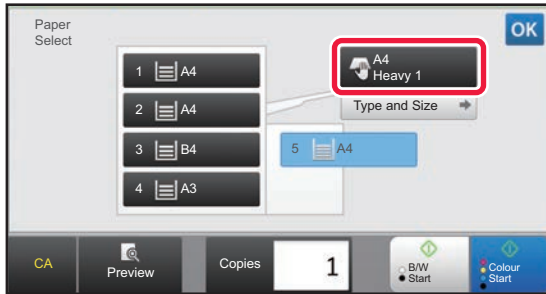 Paper
Select
OK
1 A4
2 A4
3 B4
4 A3
A4
Heavy 1
Type and Size
5 A4
CA
Preview
Copies
1
B/W
Start
Colour
Start